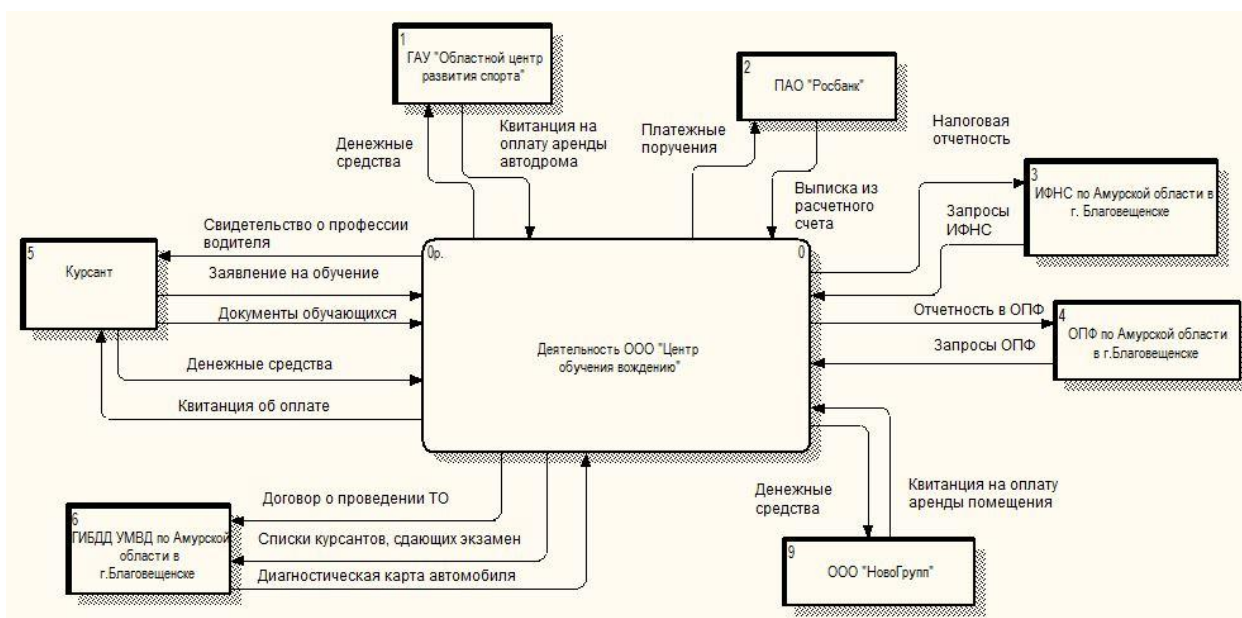 1
ГАУ "Областной центр
развития спорта"
2
ПАО "Росбанк"
Денежные
средства
Квитанция на
оплату аренды
автодрома
Платежные
поручения
Выписка из
расчетного
счета
Налоговая
отчетность
3
ИФНС по Амурской области в
г. Благовещенске
Запросы
ИФНС
Свидетельство о профессии
водителя
5
Курсант
Заявление на обучение
Документы обучающихся
Денежные средства
Квитанция об оплате
0р.
0
Деятельность ООО "Центр
обучения вождению"
Отчетность в ОПФ
4
ОПФ по Амурской области
в г.Благовещенске
Запросы ОПФ
Договор о проведении ТО
6
ГИБДД УМВД по Амурской
области в
г.Благовещенске
Списки курсантов, сдающих экзамен
Диагностическая карта автомобиля
Денежные
средства
Квитанция на оплату
аренды помещения
9
ООО "НовоГрупп"